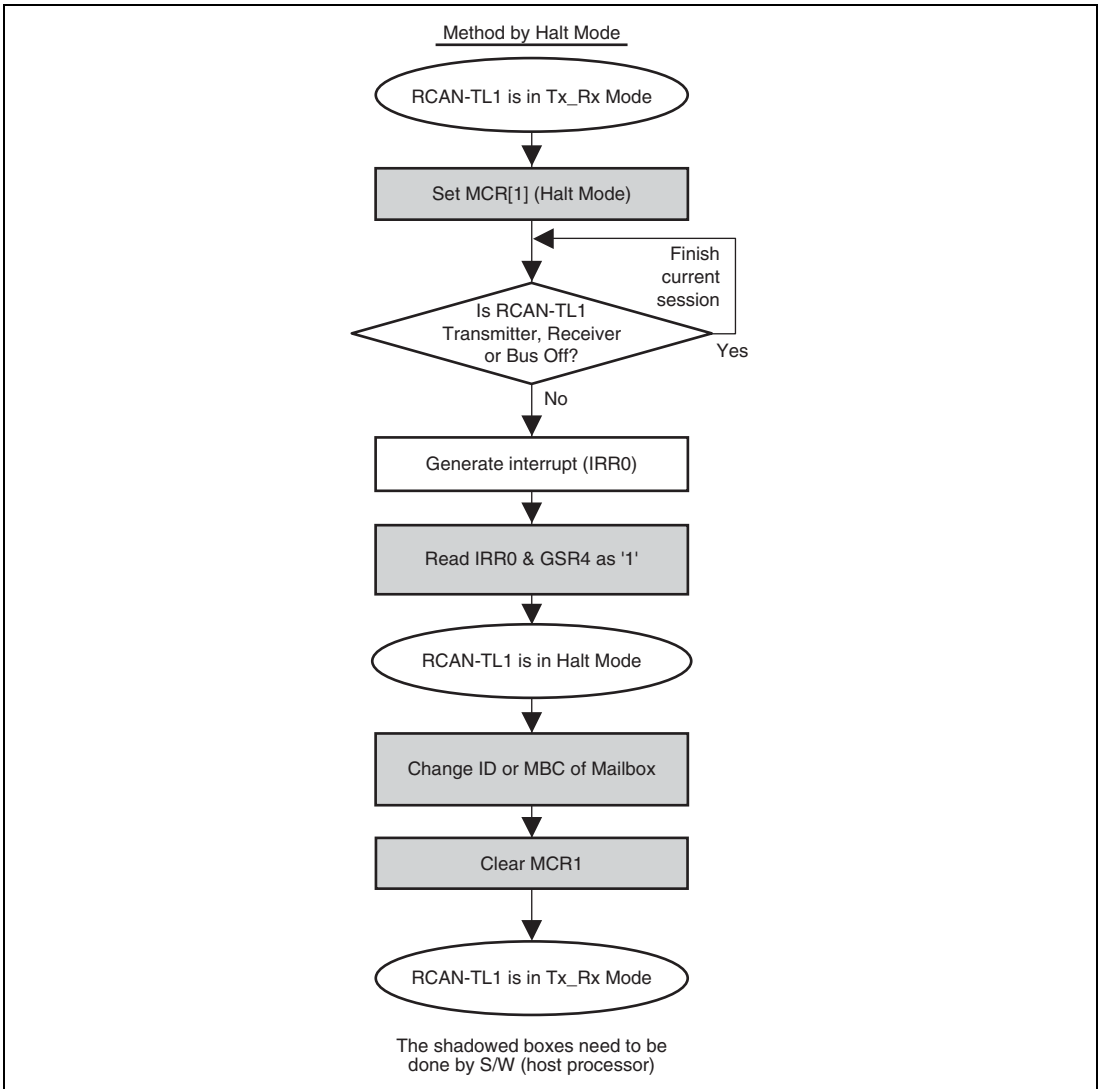 Method by Halt Mode
RCAN-TL1 is in Tx_Rx Mode
Set MCR[1] (Halt Mode)
Finish
current
session
Is RCAN-TL1
Transmitter, Receiver
or Bus Off?
Yes
No
Generate interrupt (IRR0)
Read IRR0 & GSR4 as '1'
RCAN-TL1 is in Halt Mode
Change ID or MBC of Mailbox
Clear MCR1
RCAN-TL1 is in Tx_Rx Mode
The shadowed boxes need to be
done by S/W (host processor)